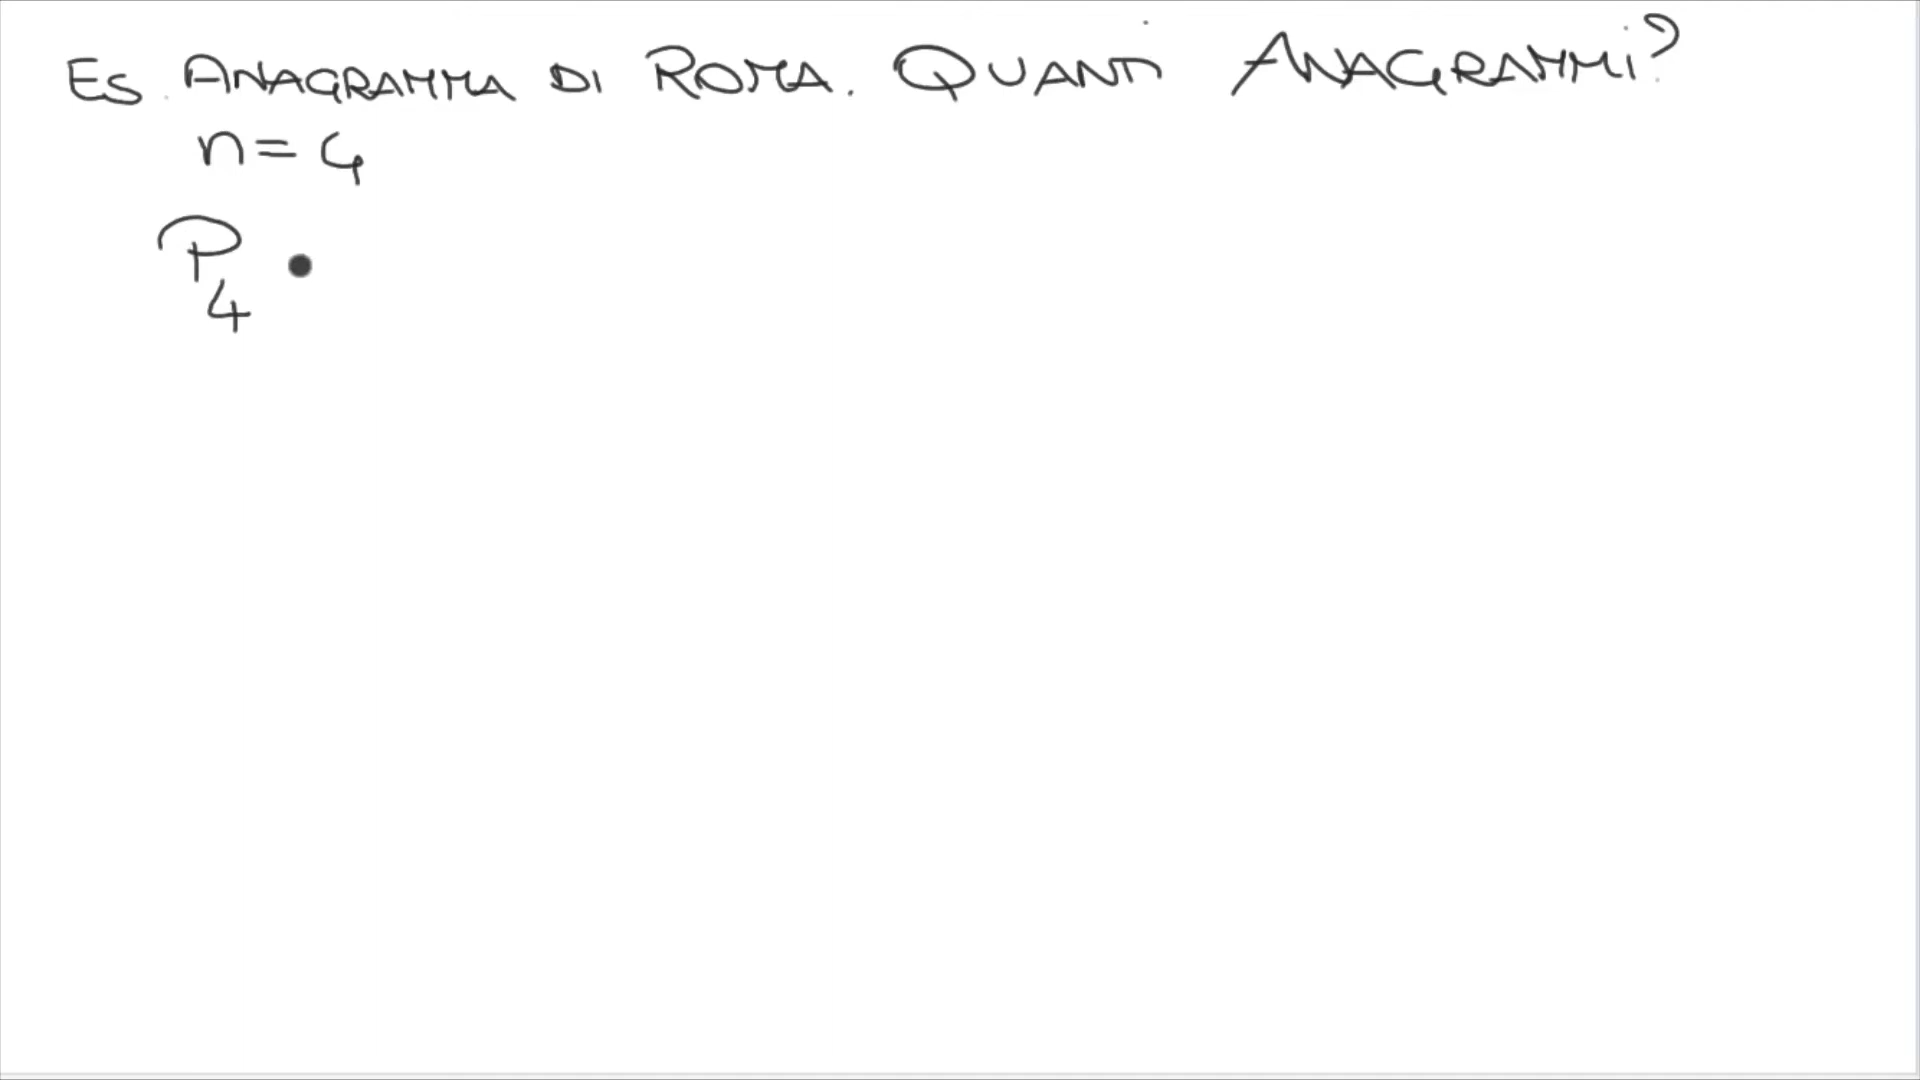 ES. ANAGRAMMA DI ROMA. QUANTI ANAGRAMMI?
n = 4
P4